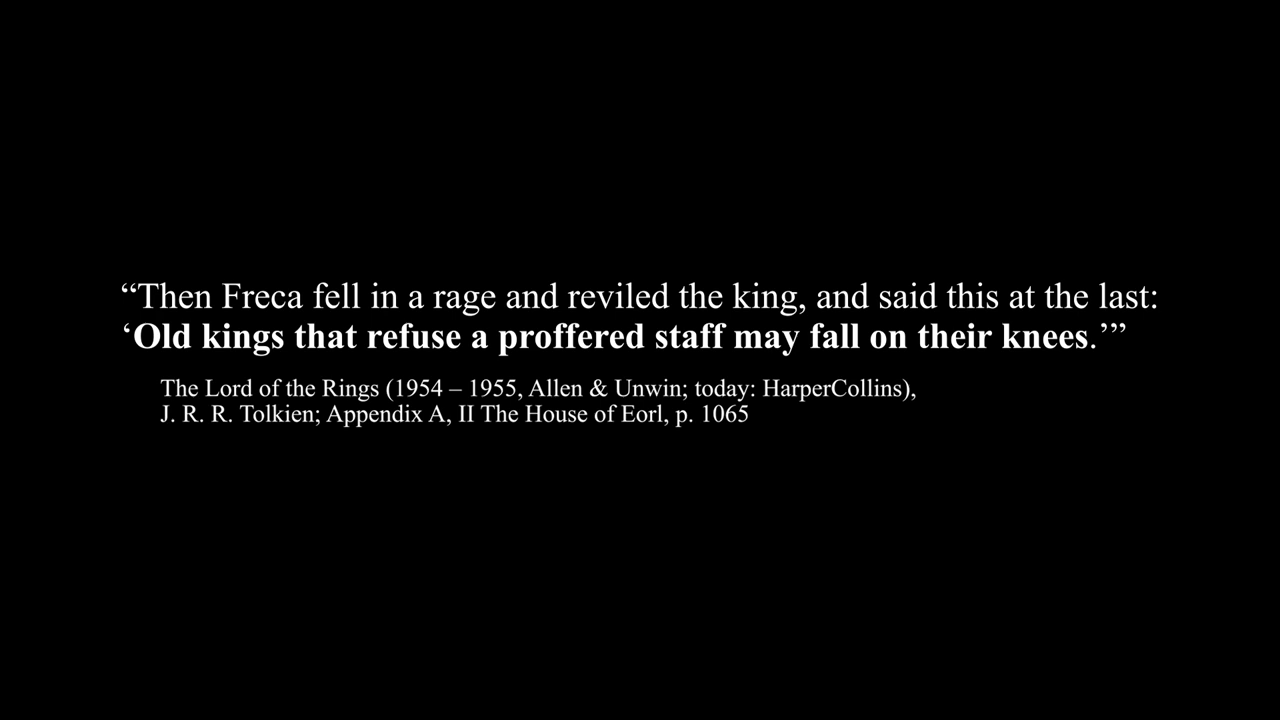 “Then Freca fell in a rage and reviled the king, and said this at the last:
‘Old kings that refuse a proffered staff may fall on their knees.’”
The Lord of the Rings (1954 – 1955, Allen & Unwin; today: HarperCollins),
J. R. R. Tolkien; Appendix A, II The House of Eorl, p. 1065